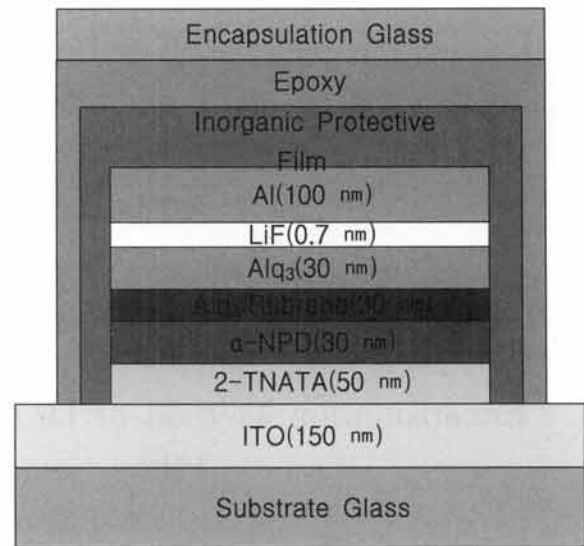 Encapsulation Glass
Epoxy
Inorganic Protective
Film
Al(100 nm)
LiF(0.7 nm)
Alq₃(30 nm)
α-NPD(30 nm)
2-TNATA(50 nm)
ITO(150 nm)
Substrate Glass